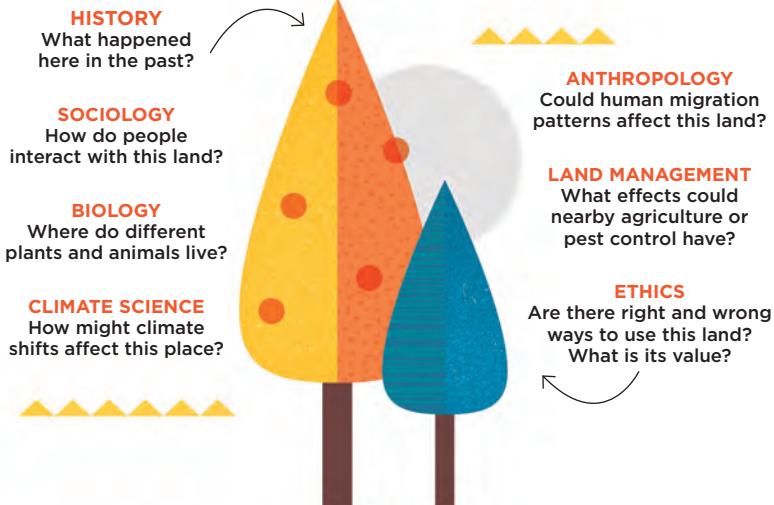 HISTORY
What happened
here in the past?
SOCIOLOGY
How do people
interact with this land?
BIOLOGY
Where do different
plants and animals live?
CLIMATE SCIENCE
How might climate
shifts affect this place?
ANTHROPOLOGY
Could human migration
patterns affect this land?
LAND MANAGEMENT
What effects could
nearby agriculture or
pest control have?
ETHICS
Are there right and wrong
ways to use this land?
What is its value?